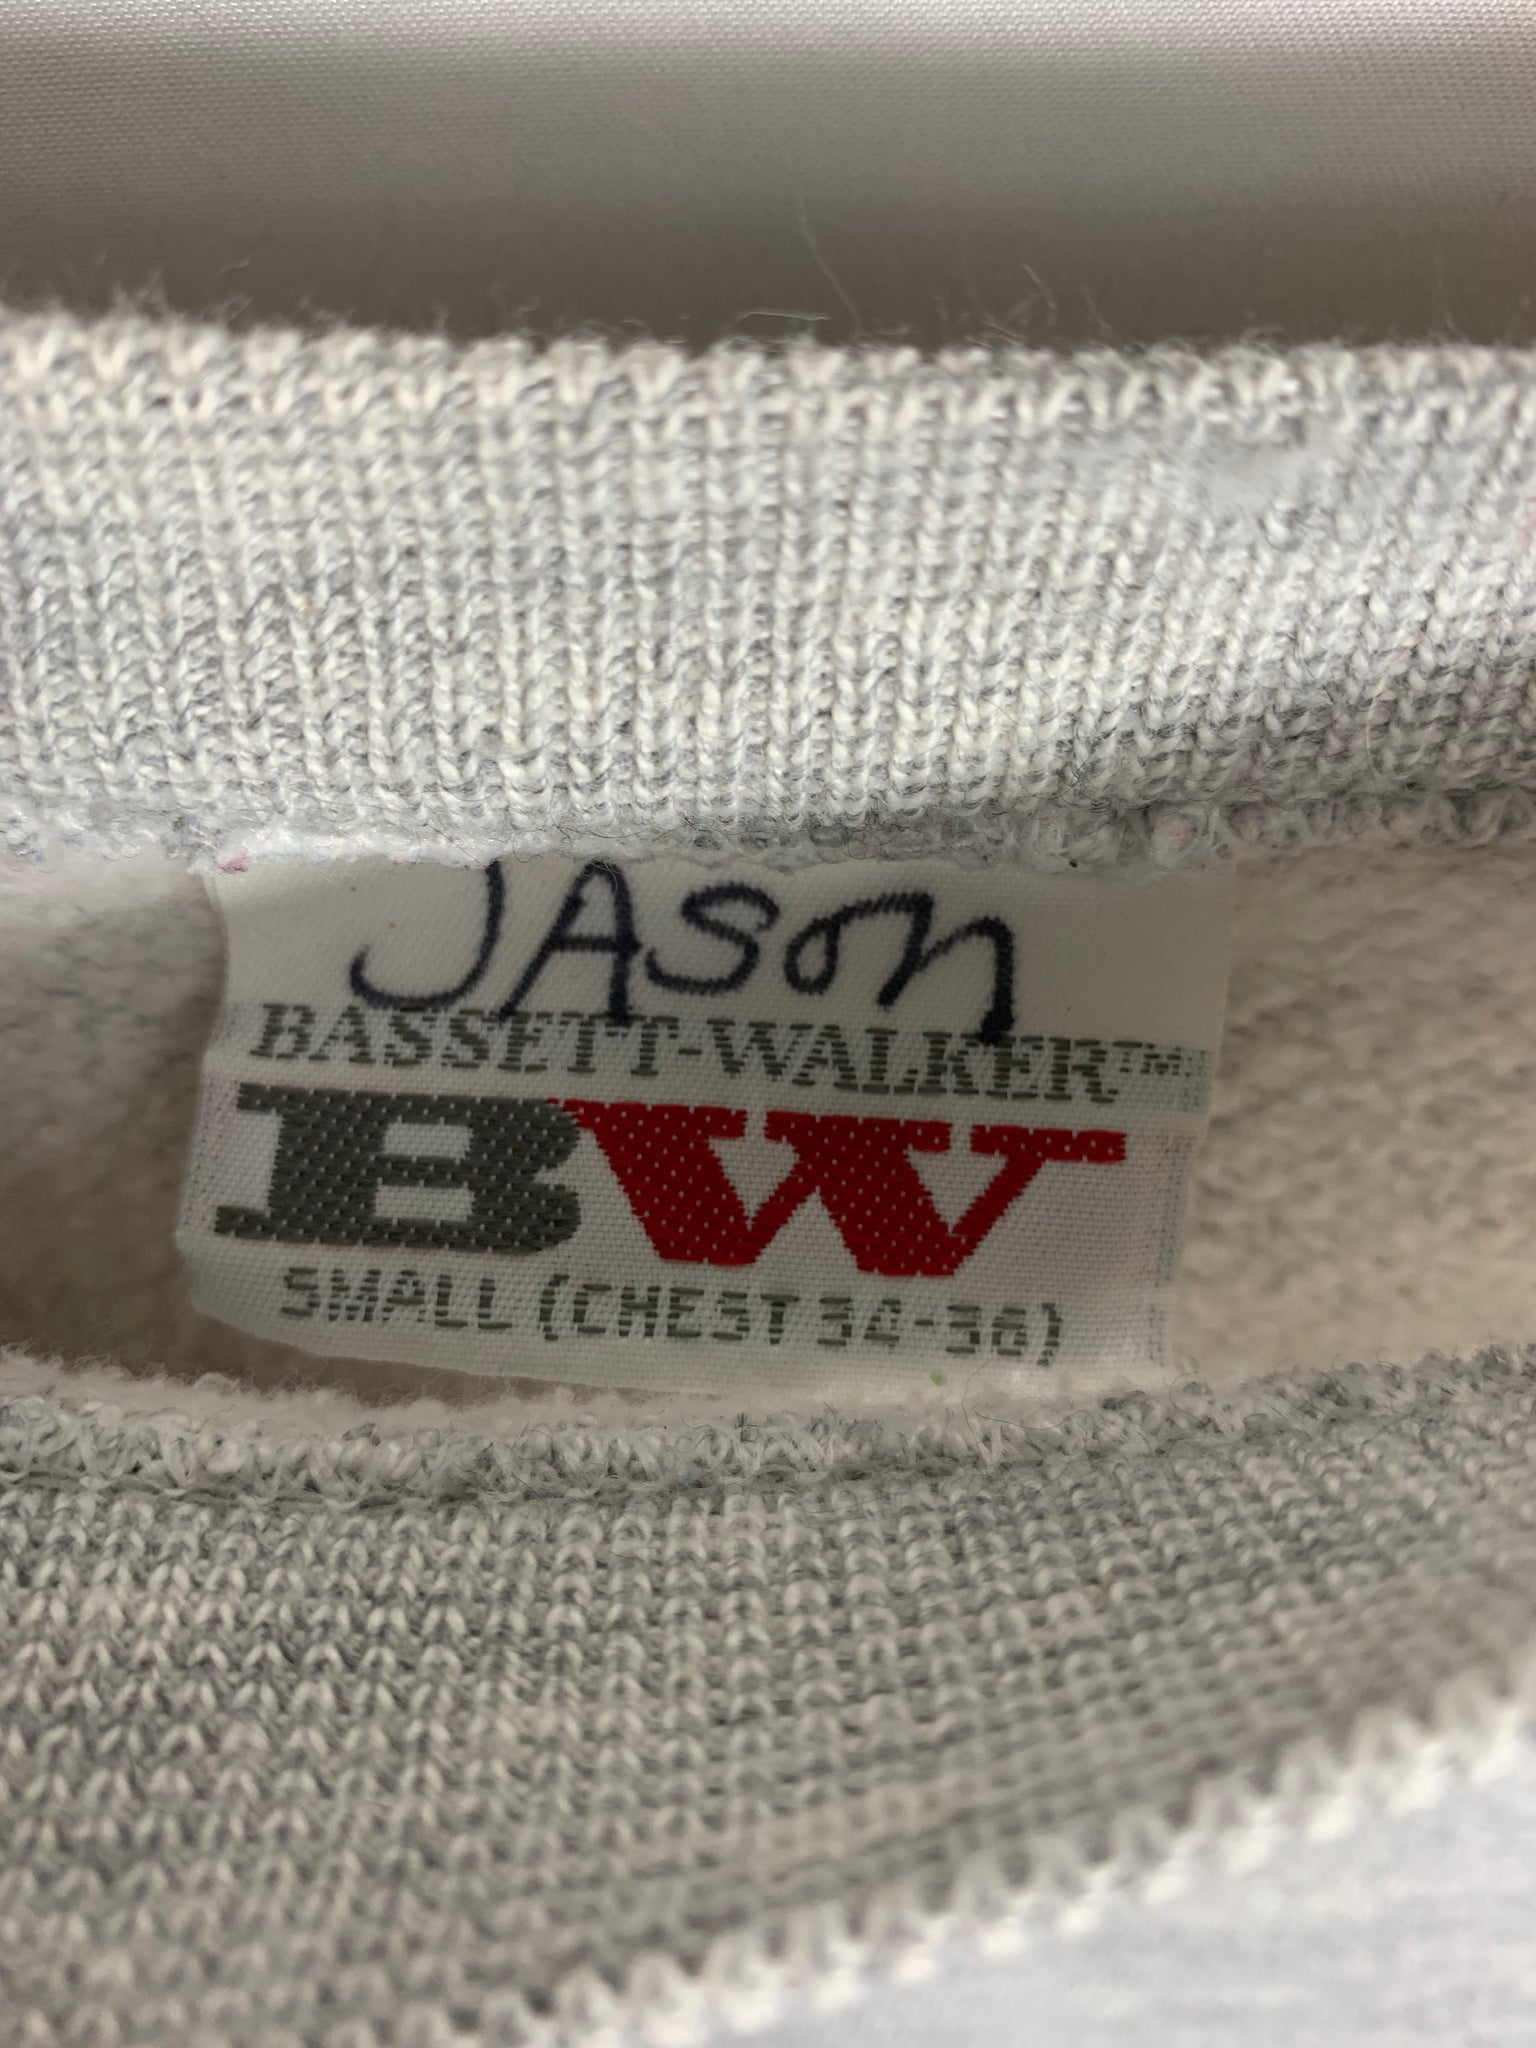 JASon
BASSETT-WALKER™
BW
SMALL (CHEST 34-36)